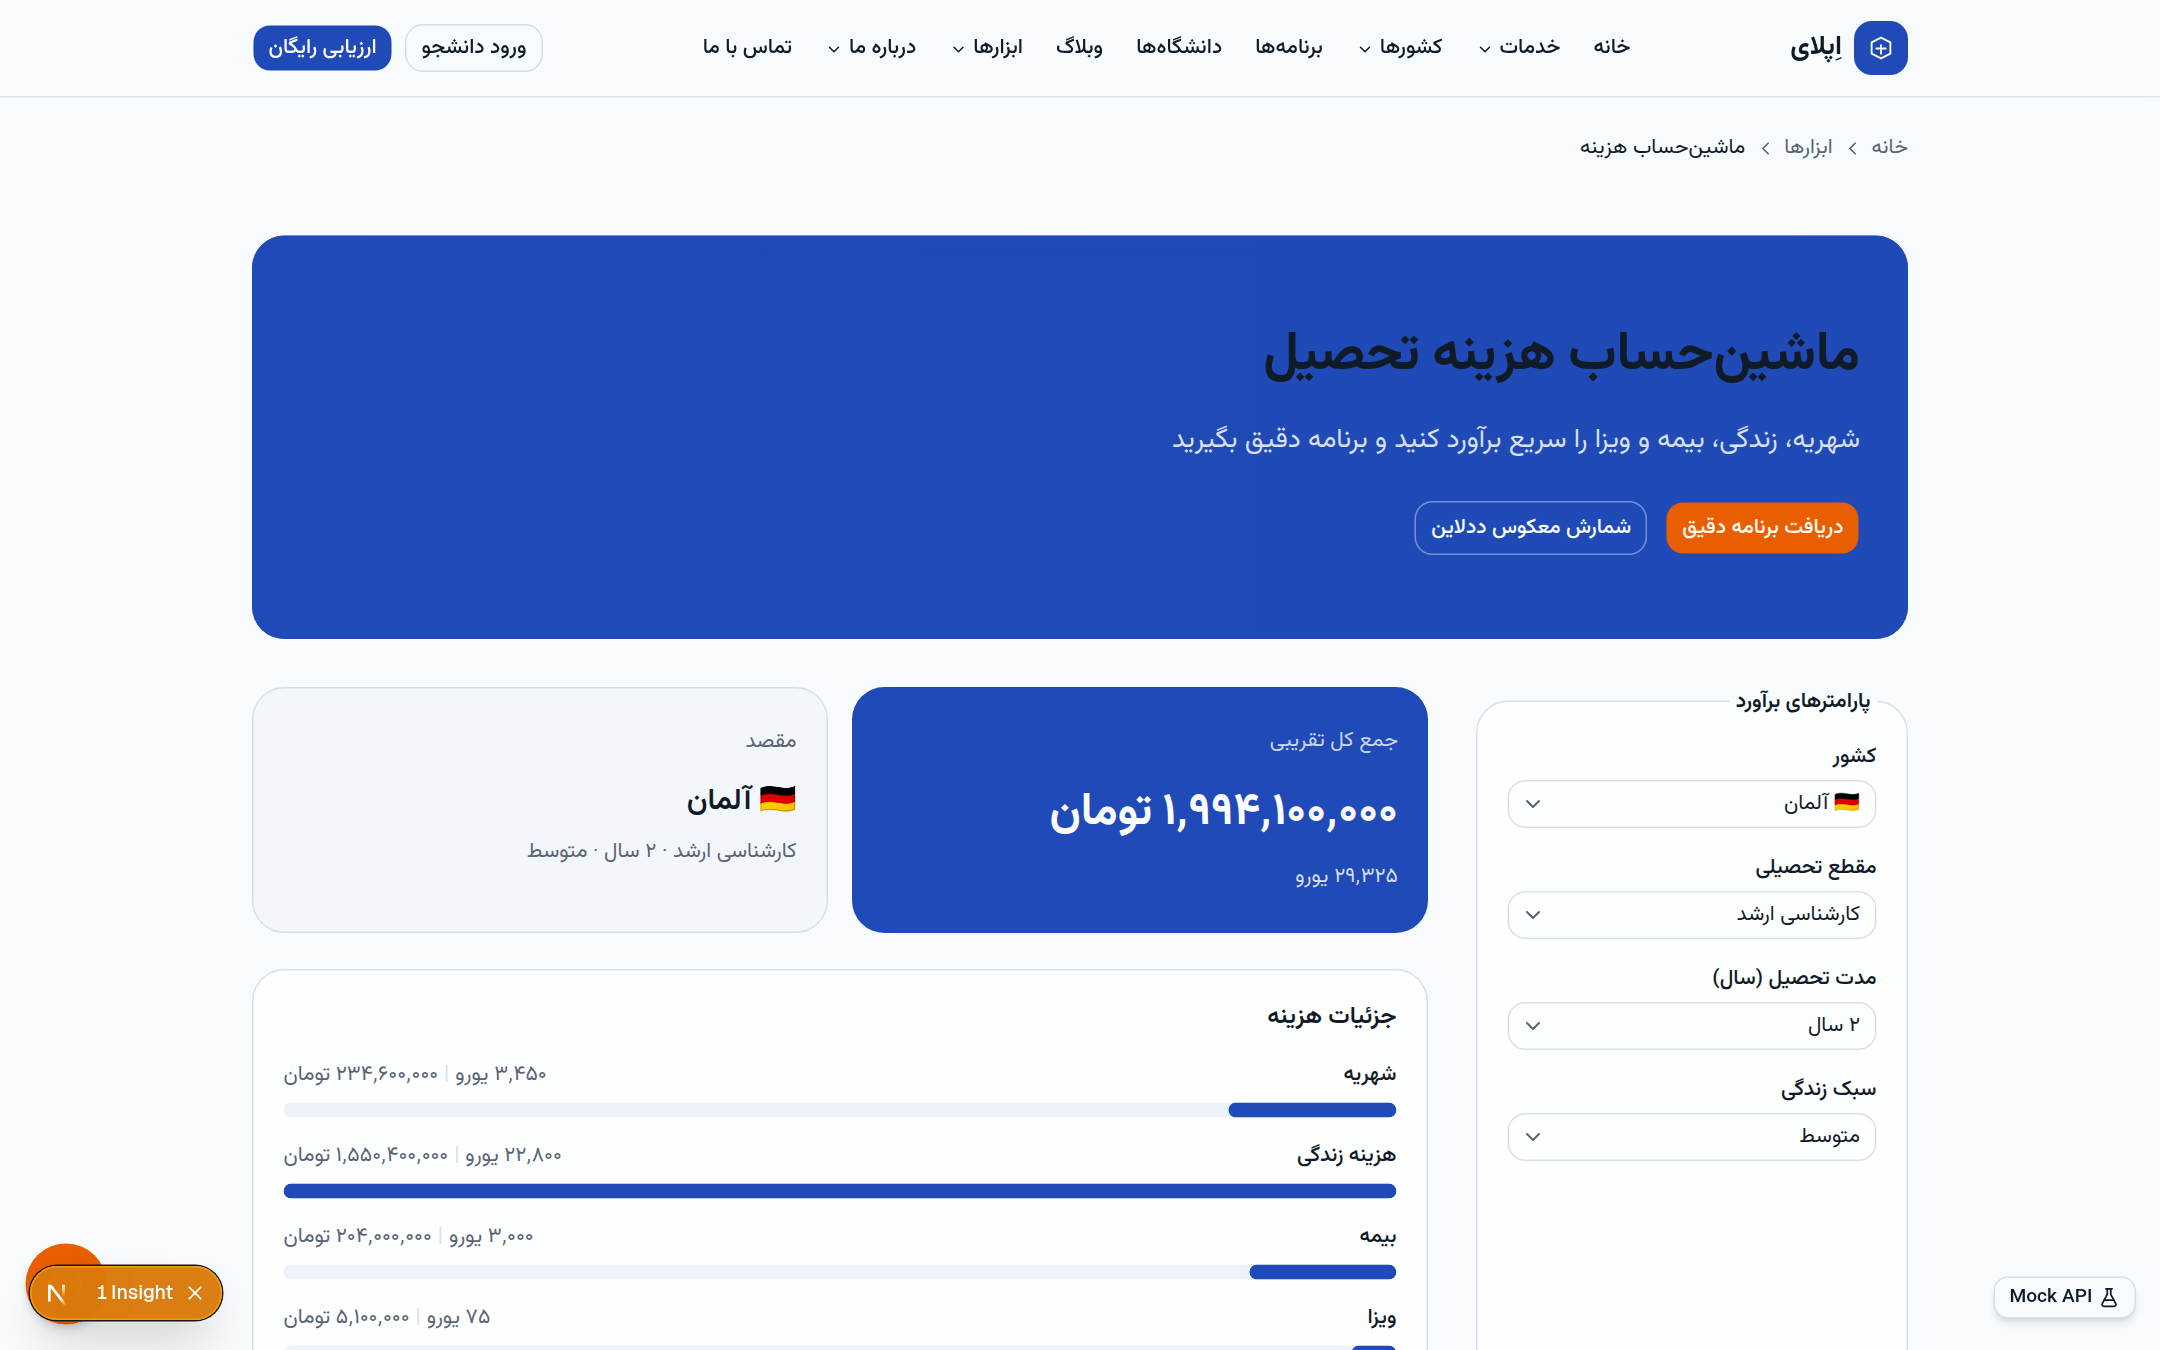 اِپلای
خانه
خدمات
کشورها
برنامه‌ها
دانشگاه‌ها
وبلاگ
ابزارها
درباره ما
تماس با ما
ورود دانشجو
ارزیابی رایگان
خانه
ابزارها
ماشین‌حساب هزینه
ماشین‌حساب هزینه تحصیل
شهریه، زندگی، بیمه و ویزا را سریع برآورد کنید و برنامه دقیق بگیرید
دریافت برنامه دقیق
شمارش معکوس ددلاین
پارامترهای برآورد
کشور
🇩🇪 آلمان
مقطع تحصیلی
کارشناسی ارشد
مدت تحصیل (سال)
۲ سال
سبک زندگی
متوسط
جمع کل تقریبی
۱,۹۹۴,۱۰۰,۰۰۰ تومان
۲۹,۳۲۵ یورو
مقصد
🇩🇪 آلمان
کارشناسی ارشد · ۲ سال · متوسط
جزئیات هزینه
شهریه
۳,۴۵۰ یورو | ۲۳۴,۶۰۰,۰۰۰ تومان
هزینه زندگی
۲۲,۸۰۰ یورو | ۱,۵۵۰,۴۰۰,۰۰۰ تومان
بیمه
۳,۰۰۰ یورو | ۲۰۴,۰۰۰,۰۰۰ تومان
ویزا
۷۵ یورو | ۵,۱۰۰,۰۰۰ تومان
N 1 Insight
Mock API